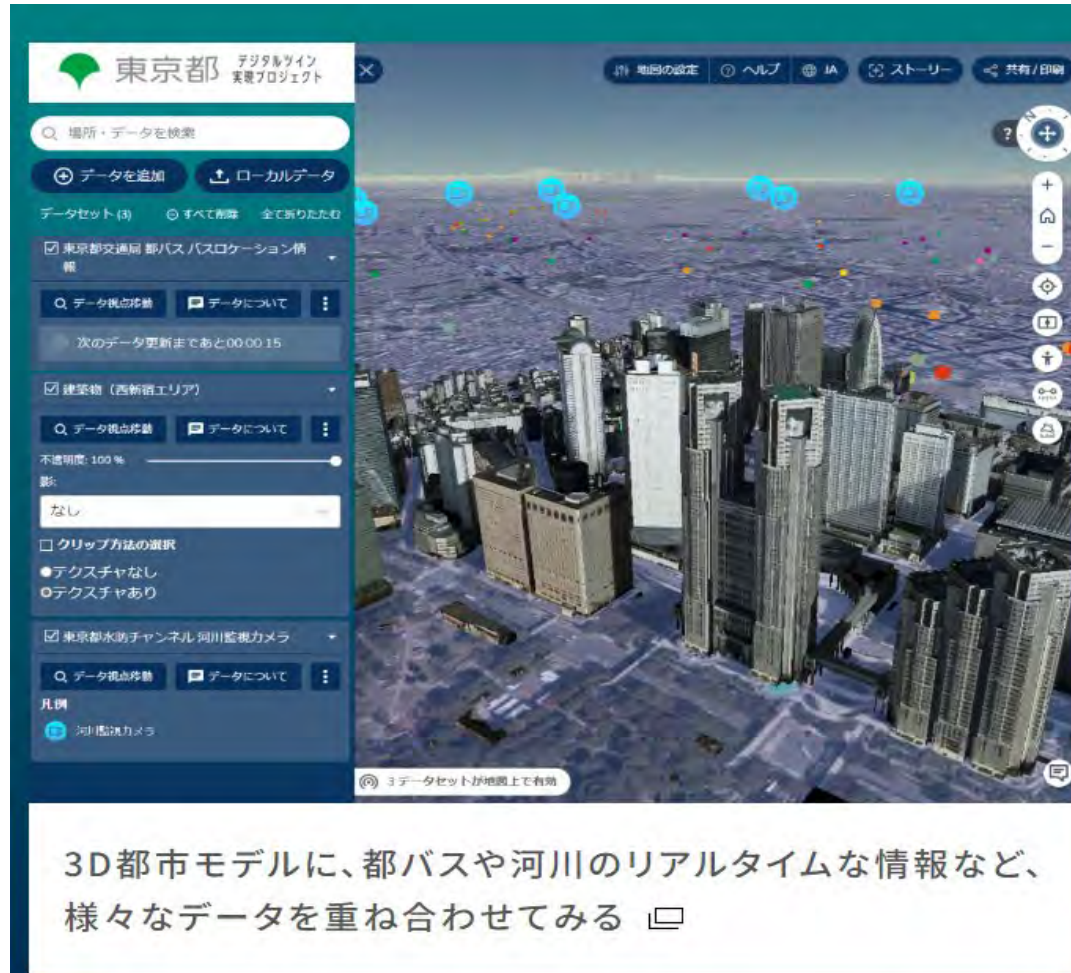 東京都 デジタルツイン
実現プロジェクト
地図の設定 ヘルプ JA ストーリー 共有/印刷
場所・データを検索
データを追加 ローカルデータ
データセット (3) すべて削除 全て折りたたむ
東京都交通局 都バス バスロケーション情
報
データ視点移動 データについて
次のデータ更新まであと00:00:15
建築物（西新宿エリア）
データ視点移動 データについて
不透明度: 100 %
影:
なし
クリップ方法の選択
テクスチャなし
テクスチャあり
東京都水防チャンネル 河川監視カメラ
データ視点移動 データについて
凡例
河川監視カメラ
3 データセットが地図上で有効
N
?
3D都市モデルに、都バスや河川のリアルタイムな情報など、
様々なデータを重ね合わせてみる